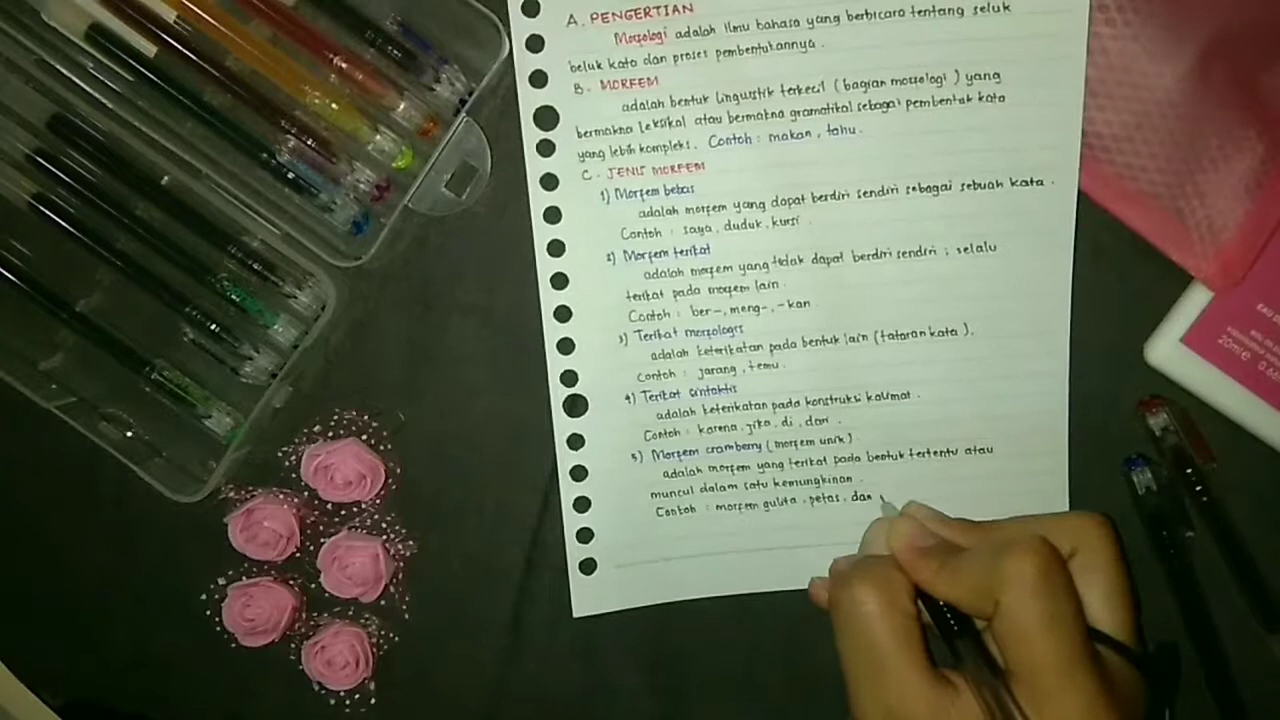 A. PENGERTIAN
Morfologi adalah Ilmu bahasa yang berbicara tentang seluk
beluk kata dan proses pembentukannya.
B. MORFEM
adalah bentuk linguistik terkecil (bagian morfologi) yang
bermakna leksikal atau bermakna gramatikal sebagai pembentuk kata
yang lebih kompleks. Contoh : makan, tahu.
C. JENIS MORFEM
1) Morfem bebas
adalah morfem yang dapat berdiri sendiri sebagai sebuah kata.
Contoh : saya, duduk, kursi.
2) Morfem terikat
adalah morfem yang tidak dapat berdiri sendiri ; selalu
terikat pada morfem lain.
Contoh : ber-, meng-, -kan
3) Terikat morfologis
adalah keterikatan pada bentuk lain (tataran kata).
Contoh : jarang, temu.
4) Terikat sintaktis
adalah keterikatan pada konstruksi kalimat.
Contoh : karena, jika, di, dari.
5) Morfem cramberry (morfem unik)
adalah morfem yang terikat pada bentuk tertentu atau
muncul dalam satu kemungkinan.
Contoh : morfem gulita, petas, dan
EAU D
20ml e 0.6